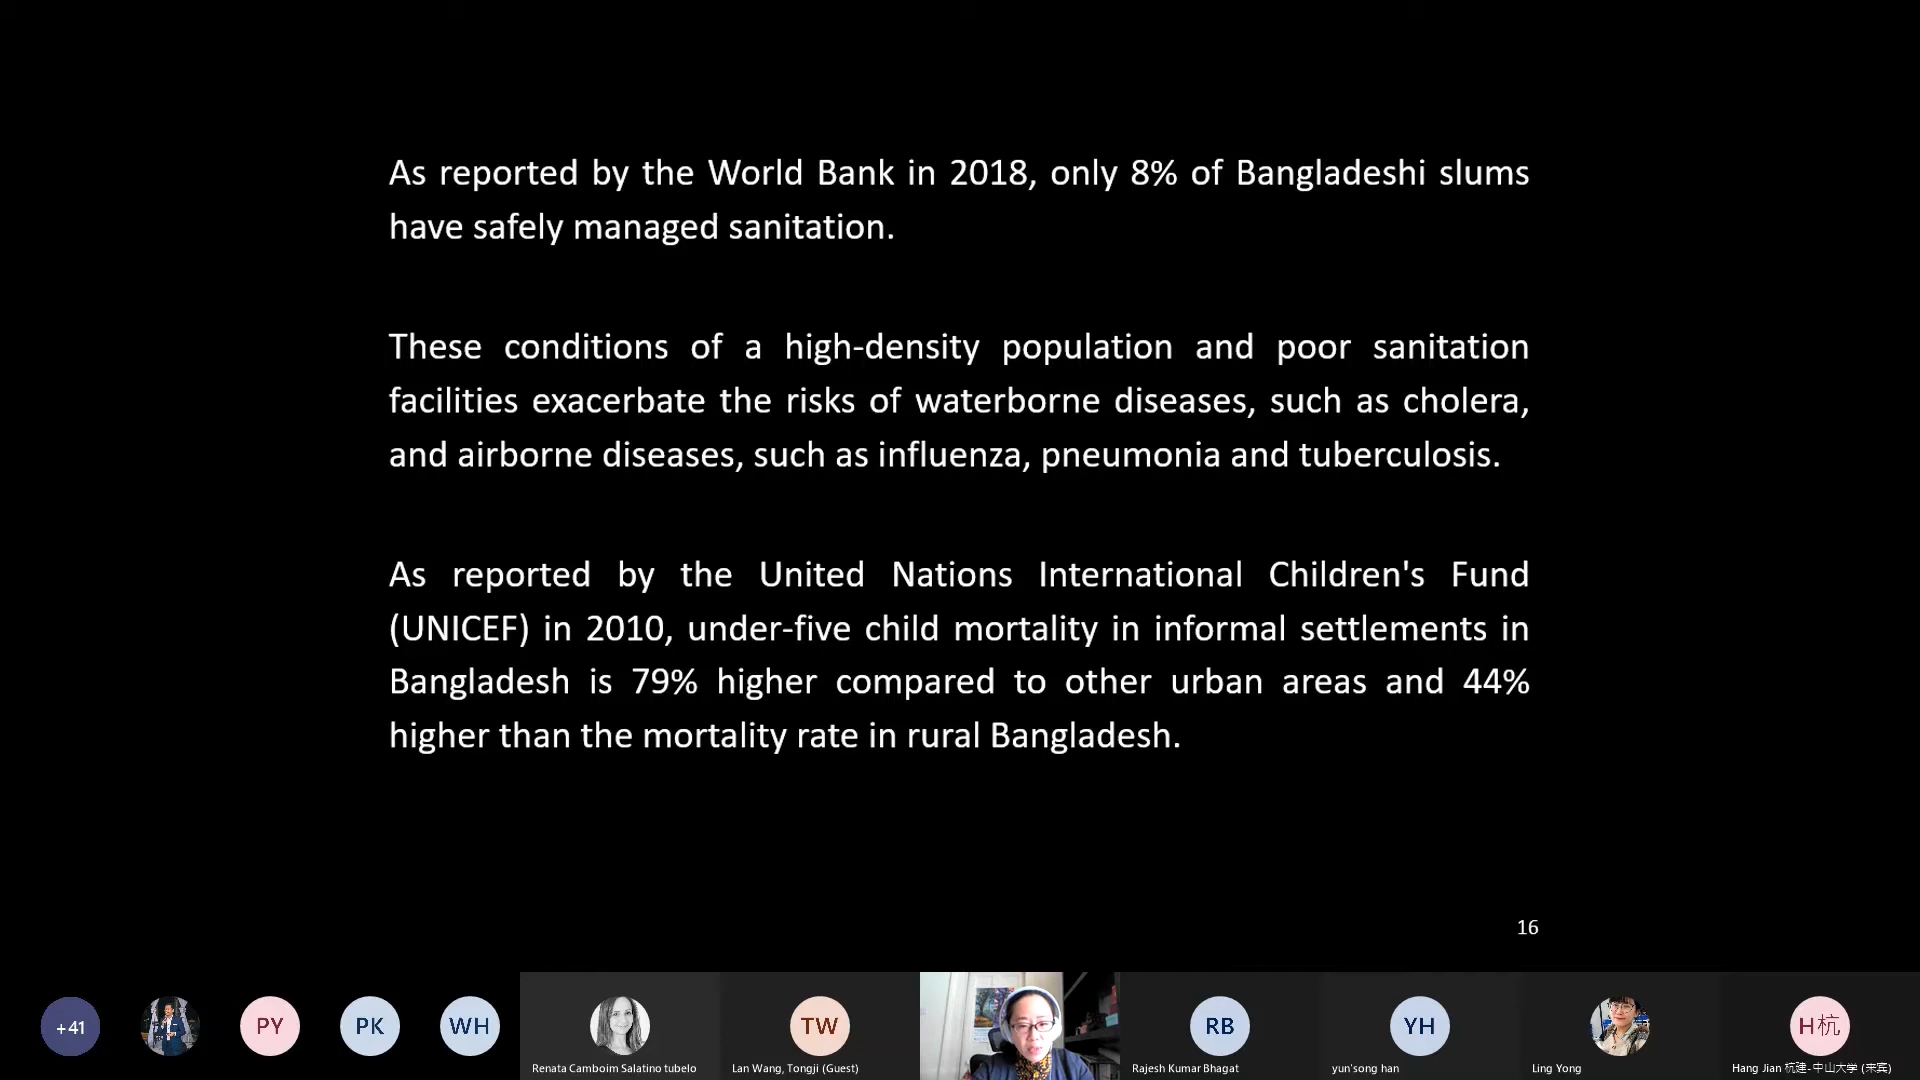 As reported by the World Bank in 2018, only 8% of Bangladeshi slums
have safely managed sanitation.
These conditions of a high-density population and poor sanitation
facilities exacerbate the risks of waterborne diseases, such as cholera,
and airborne diseases, such as influenza, pneumonia and tuberculosis.
As reported by the United Nations International Children's Fund
(UNICEF) in 2010, under-five child mortality in informal settlements in
Bangladesh is 79% higher compared to other urban areas and 44%
higher than the mortality rate in rural Bangladesh.
16
+41
PY
PK
WH
TW
RB
YH
H杭
Renata Camboim Salatino tubelo
Lan Wang, Tongji (Guest)
Rajesh Kumar Bhagat
yun'song han
Ling Yong
Hang Jian 杭建-中山大学 (来宾)